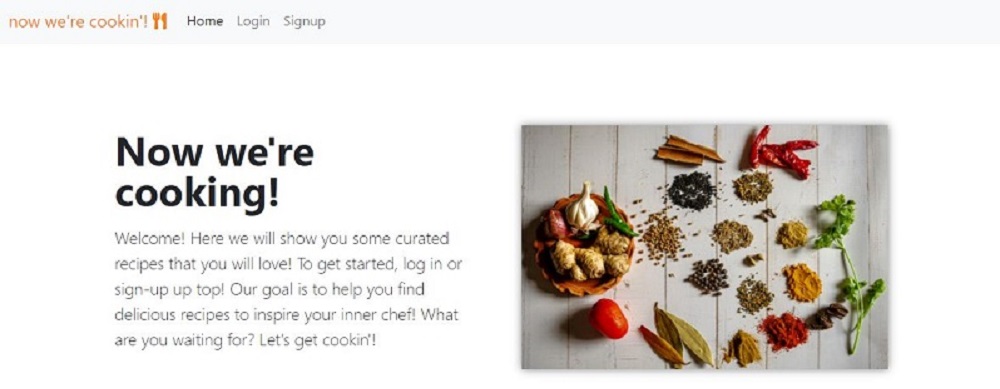 now we're cookin'! Home Login Signup
Now we're
cooking!
Welcome! Here we will show you some curated
recipes that you will love! To get started, log in or
sign-up up top! Our goal is to help you find
delicious recipes to inspire your inner chef! What
are you waiting for? Let's get cookin'!